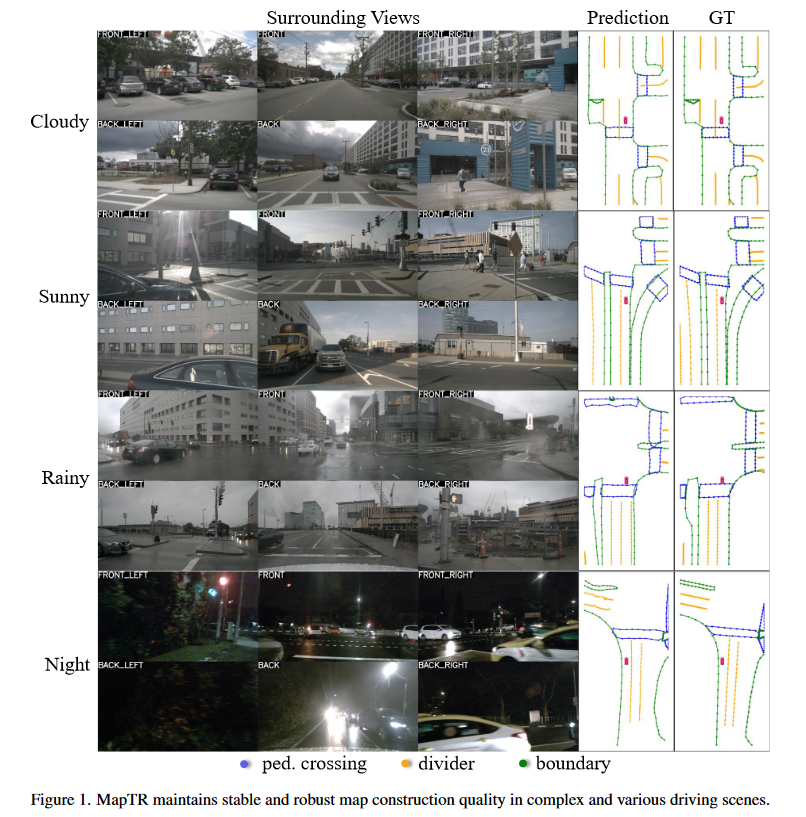 Surrounding Views Prediction GT
Cloudy
FRONT_LEFT FRONT FRONT_RIGHT
BACK_LEFT BACK BACK_RIGHT
Sunny
FRONT_LEFT FRONT FRONT_RIGHT
BACK_LEFT BACK BACK_RIGHT
Rainy
FRONT_LEFT FRONT FRONT_RIGHT
BACK_LEFT BACK BACK_RIGHT
Night
FRONT_LEFT FRONT FRONT_RIGHT
BACK_LEFT BACK BACK_RIGHT
ped. crossing divider boundary
Figure 1. MapTR maintains stable and robust map construction quality in complex and various driving scenes.